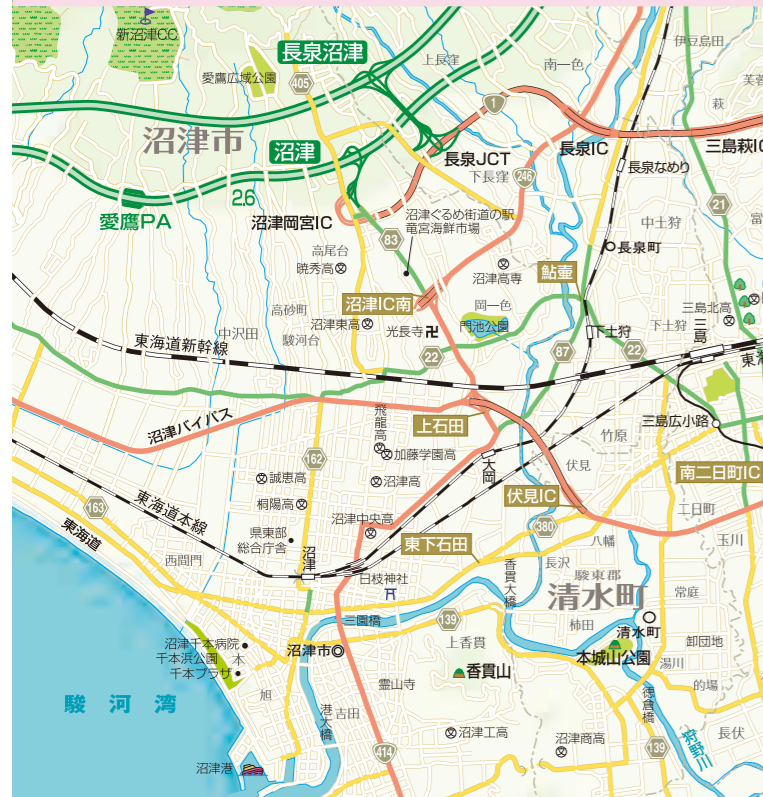 新沼津C.C.
愛鷹広域公園
長泉沼津
405
上長窪
南一色
伊豆島田
芙蓉
萩
1
沼津市
沼津
長泉JCT
下長窪
長泉IC
三島萩IC
長泉なめり
246
愛鷹PA
2.6
沼津岡宮IC
沼津ぐるめ街道の駅
竜宮海鮮市場
21
中土狩
富
83
高尾台
暁秀高
長泉町
沼津高専
鮎壷
高砂町
沼津IC南
岡一色
三島北高
沼津東高
門池公園
下土狩
下土狩
三島
中沢田
駿河台
光長寺
東海道新幹線
22
87
22
東海
沼津バイパス
飛龍高
上石田
三島広小路
竹原
162
加藤学園高
大岡
伏見
誠恵高
沼津高
南二日町IC
163
東海道本線
桐陽高
伏見IC
二日町
東海道
沼津中央高
380
県東部
総合庁舎
東下石田
八幡
玉川
西間門
沼津
日枝神社
香貫大橋
長沢
駿東郡
清水町
常庭
三園橋
139
柿田
清水町
沼津千本病院
千本浜公園
本
千本プラザ
沼津市
上香貫
卸団地
本城山公園
湯川
香貫山
旭
霊山寺
的場
駿河湾
港大橋
吉田
徳倉橋
狩野川
長伏
沼津工高
沼津商高
414
139
沼津港